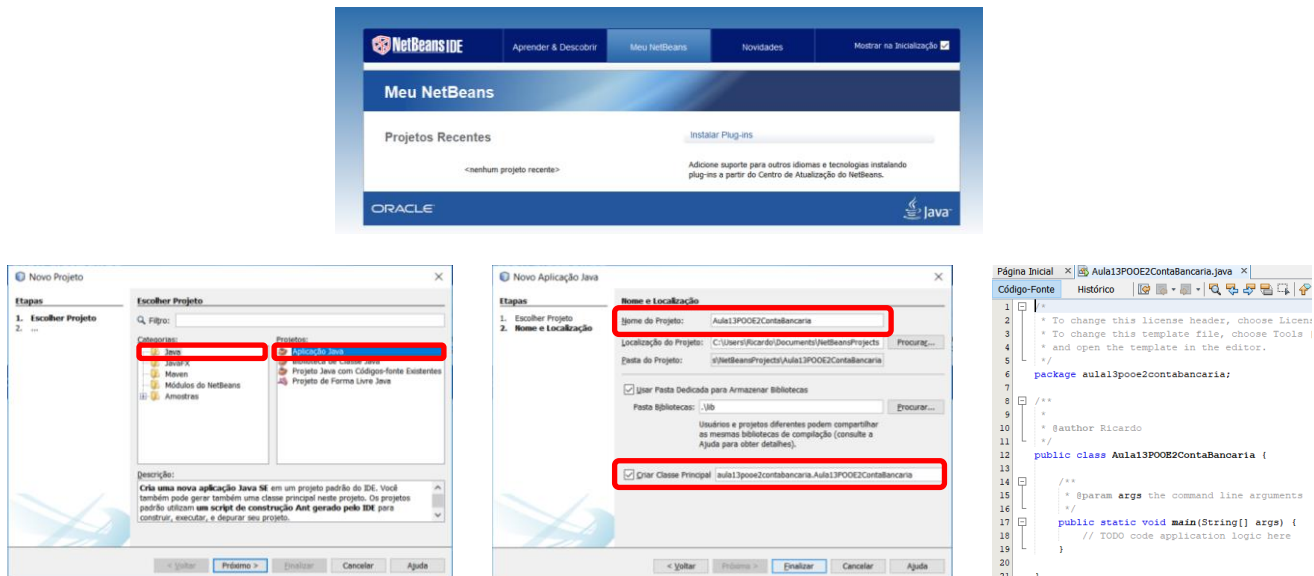 NetBeans IDE
Aprender & Descobrir
Meu NetBeans
Novidades
Mostrar na Inicialização
Meu NetBeans
Projetos Recentes
<nenhum projeto recente>
Instalar Plug-ins
Adicione suporte para outros idiomas e tecnologias instalando
plug-ins a partir do Centro de Atualização do NetBeans.
ORACLE
Java
Novo Projeto
Etapas
1. Escolher Projeto
2. ...
Escolher Projeto
Filtro:
Categorias:
Java
JavaFX
Maven
Módulos do NetBeans
Amostras
Projetos:
Aplicação Java
Biblioteca de Classe Java
Projeto Java com Códigos-fonte Existentes
Projeto de Forma Livre Java
Descrição:
Cria uma nova aplicação Java SE em um projeto padrão do IDE. Você
também pode gerar também uma classe principal neste projeto. Os projetos
padrão utilizam um script de construção Ant gerado pelo IDE para
construir, executar, e depurar seu projeto.
< Voltar
Próximo >
Finalizar
Cancelar
Ajuda
Novo Aplicação Java
Etapas
1. Escolher Projeto
2. Nome e Localização
Nome e Localização
Nome do Projeto: Aula13POOE2ContaBancaria
Localização do Projeto: C:\Users\Ricardo\Documents\NetBeansProjects Procurar...
Pasta do Projeto: s\NetBeansProjects\Aula13POOE2ContaBancaria
Usar Pasta Dedicada para Armazenar Bibliotecas
Pasta Bibliotecas: .\lib Procurar...
Usuários e projetos diferentes podem compartilhar
as mesmas bibliotecas de compilação (consulte a
Ajuda para obter detalhes).
Criar Classe Principal aula13pooe2contabancaria.Aula13POOE2ContaBancaria
< Voltar
Próximo >
Finalizar
Cancelar
Ajuda
Página Inicial
Aula13POOE2ContaBancaria.java
Código-Fonte
Histórico
1 /*
2 * To change this license header, choose Licens
3 * To change this template file, choose Tools |
4 * and open the template in the editor.
5 */
6 package aula13pooe2contabancaria;
7
8 /**
9 *
10 * @author Ricardo
11 */
12 public class Aula13POOE2ContaBancaria {
13
14 /**
15 * @param args the command line arguments
16 */
17 public static void main(String[] args) {
18 // TODO code application logic here
19 }
20
21 }